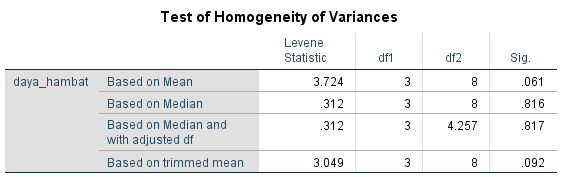 Test of Homogeneity of Variances
Levene
Statistic df1 df2 Sig.
daya_hambat Based on Mean 3.724 3 8 .061
Based on Median .312 3 8 .816
Based on Median and
with adjusted df .312 3 4.257 .817
Based on trimmed mean 3.049 3 8 .092